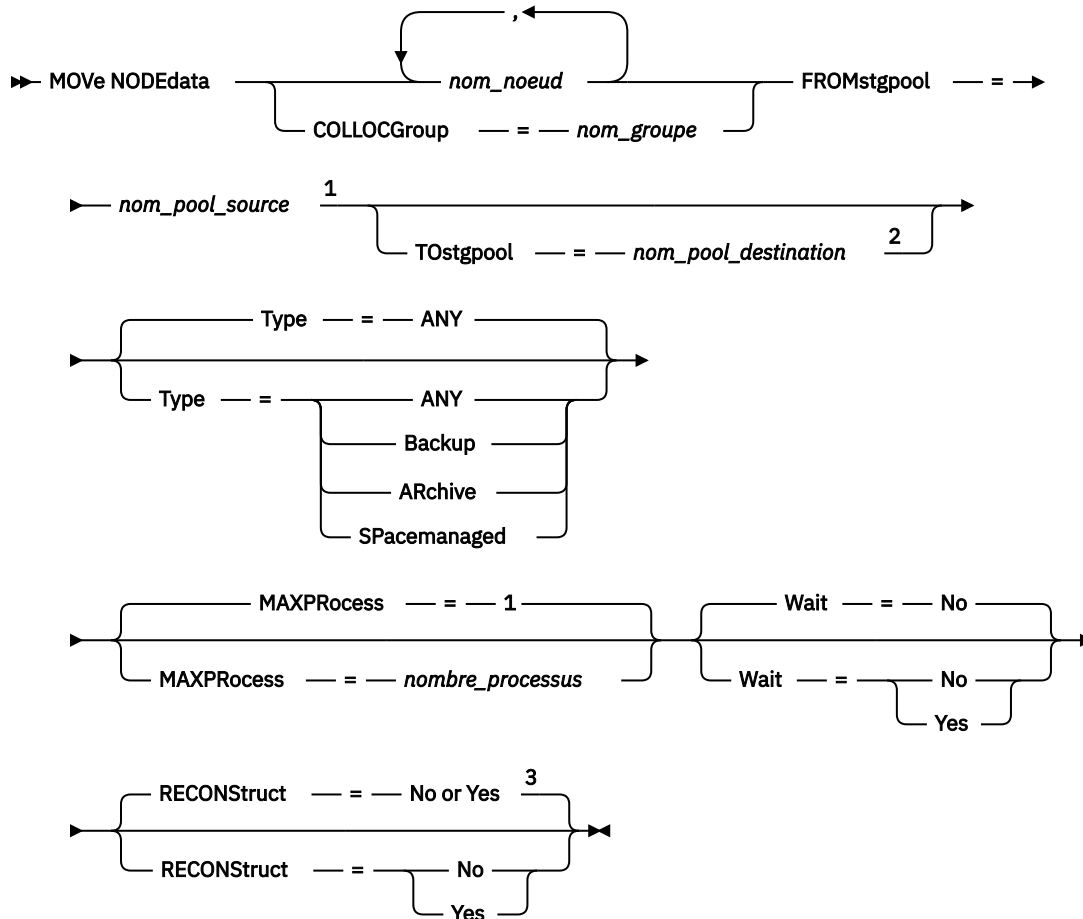 ,
MOVe NODEdata nom_noeud FROMstgpool =
COLLOCGroup = nom_groupe
nom_pool_source 1
TOstgpool = nom_pool_destination 2
Type = ANY
Type = ANY
Backup
ARchive
SPacemanaged
MAXPRocess = 1 Wait = No
MAXPRocess = nombre_processus Wait = No
Yes
RECONStruct = No or Yes 3
RECONStruct = No
Yes